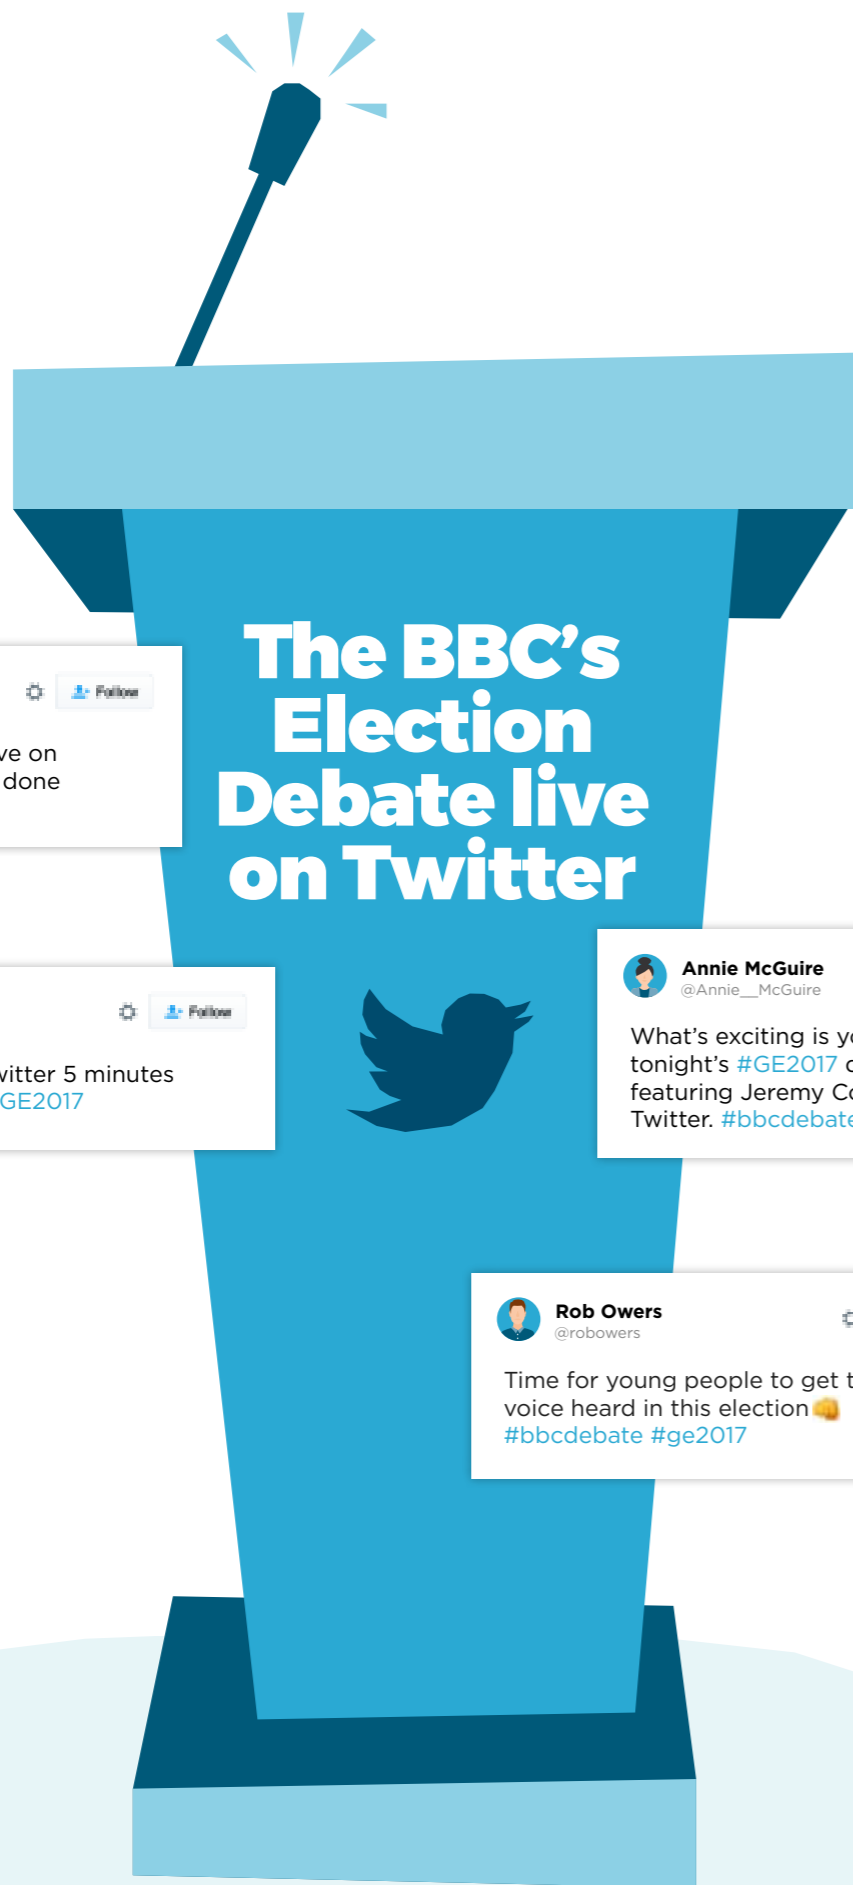 The BBC’s
Election
Debate live
on Twitter
Follow
ve on
done
Follow
witter 5 minutes
GE2017
Annie McGuire
@Annie__McGuire
What’s exciting is yo
tonight’s #GE2017
featuring Jeremy Co
Twitter. #bbcdebate
Rob Owers
@robowers
Time for young people to get t
voice heard in this election👊
#bbcdebate #ge2017